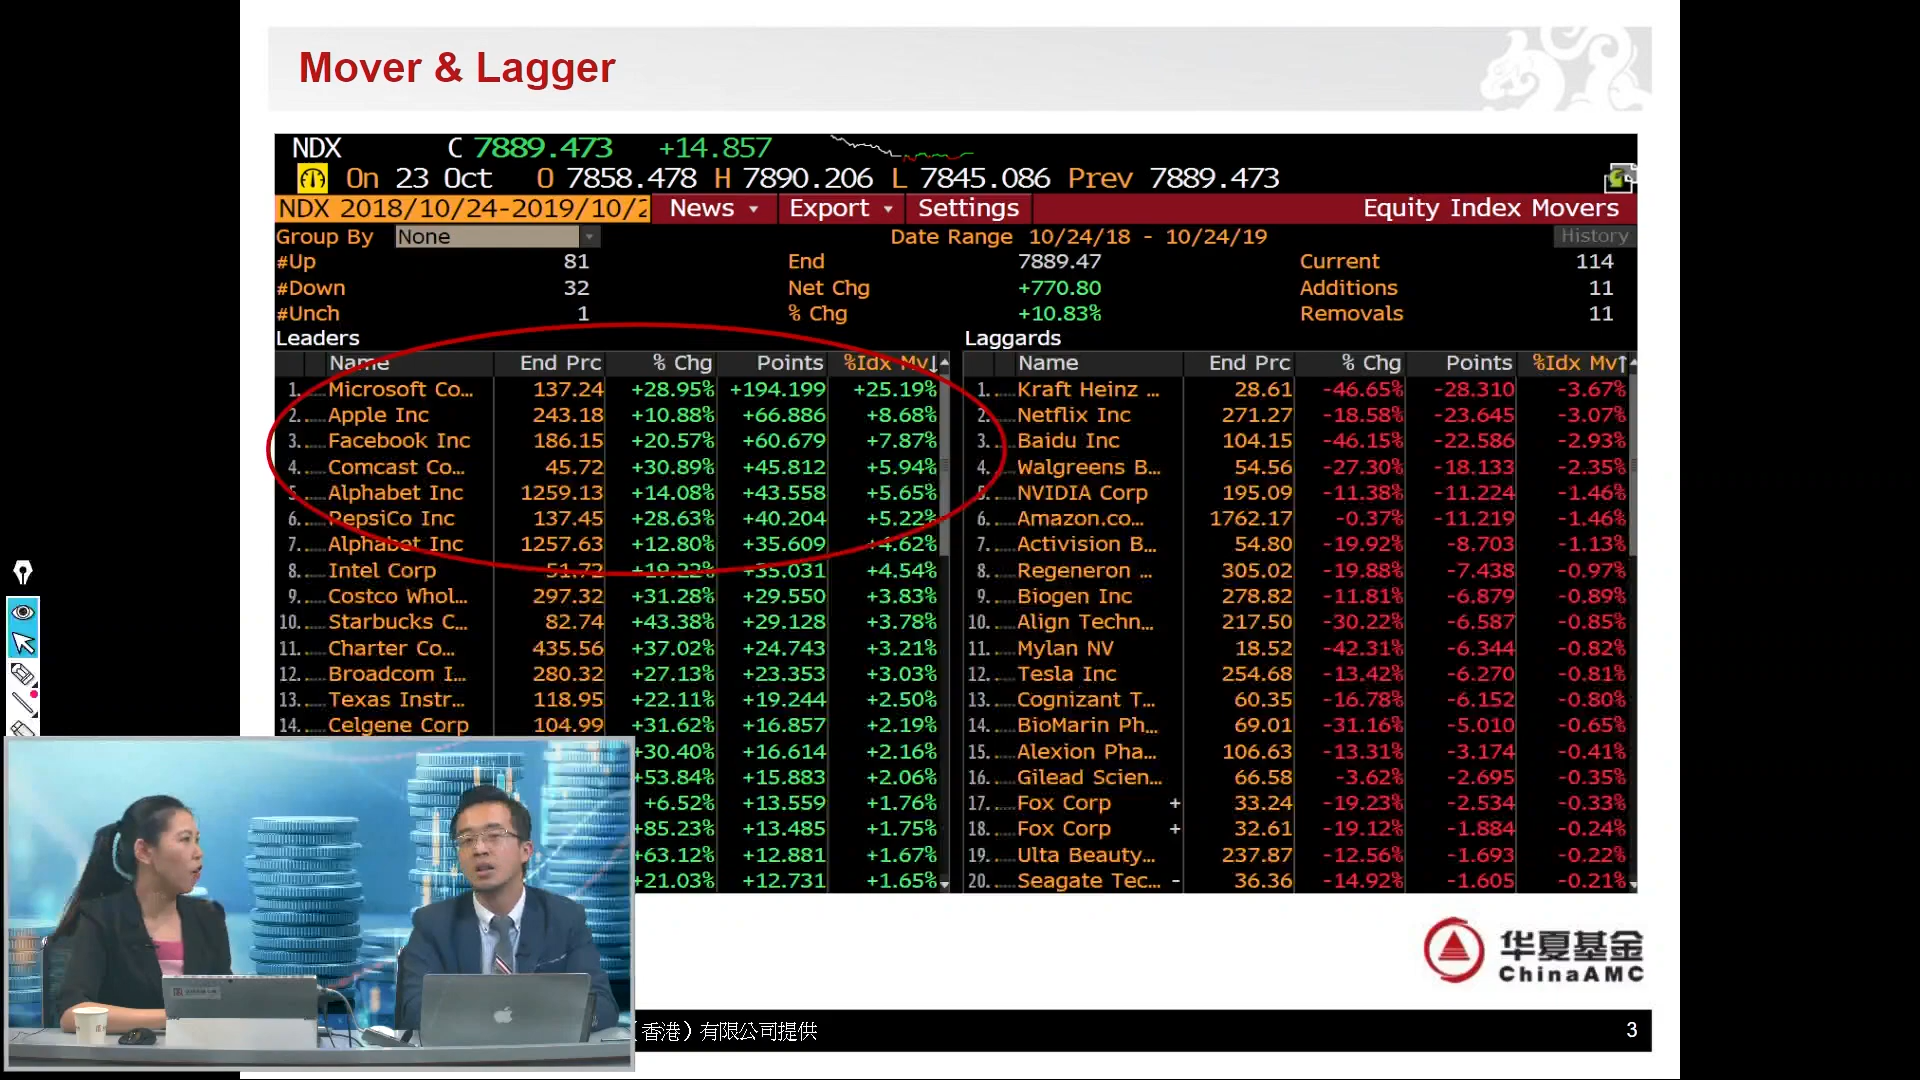 Mover & Lagger
NDX C 7889.473 +14.857
On 23 Oct O 7858.478 H 7890.206 L 7845.086 Prev 7889.473
NDX 2018/10/24-2019/10/2 News Export Settings Equity Index Movers
Group By None Date Range 10/24/18 - 10/24/19 History
#Up 81 End 7889.47 Current 114
#Down 32 Net Chg +770.80 Additions 11
#Unch 1 % Chg +10.83% Removals 11
Leaders Laggards
Name End Prc % Chg Points %Idx Mv↓ Name End Prc % Chg Points %Idx Mv↑
1. Microsoft Co... 137.24 +28.95% +194.199 +25.19% 1. Kraft Heinz ... 28.61 -46.65% -28.310 -3.67%
2. Apple Inc 243.18 +10.88% +66.886 +8.68% 2. Netflix Inc 271.27 -18.58% -23.645 -3.07%
3. Facebook Inc 186.15 +20.57% +60.679 +7.87% 3. Baidu Inc 104.15 -46.15% -22.586 -2.93%
4. Comcast Co... 45.72 +30.89% +45.812 +5.94% 4. Walgreens B... 54.56 -27.30% -18.133 -2.35%
5. Alphabet Inc 1259.13 +14.08% +43.558 +5.65% 5. NVIDIA Corp 195.09 -11.38% -11.224 -1.46%
6. PepsiCo Inc 137.45 +28.63% +40.204 +5.22% 6. Amazon.co... 1762.17 -0.37% -11.219 -1.46%
7. Alphabet Inc 1257.63 +12.80% +35.609 +4.62% 7. Activision B... 54.80 -19.92% -8.703 -1.13%
8. Intel Corp 51.72 +19.22% +35.031 +4.54% 8. Regeneron ... 305.02 -19.88% -7.438 -0.97%
9. Costco Whol... 297.32 +31.28% +29.550 +3.83% 9. Biogen Inc 278.82 -11.81% -6.879 -0.89%
10. Starbucks C... 82.74 +43.38% +29.128 +3.78% 10. Align Techn... 217.50 -30.22% -6.587 -0.85%
11. Charter Co... 435.56 +37.02% +24.743 +3.21% 11. Mylan NV 18.52 -42.31% -6.344 -0.82%
12. Broadcom I... 280.32 +27.13% +23.353 +3.03% 12. Tesla Inc 254.68 -13.42% -6.270 -0.81%
13. Texas Instr... 118.95 +22.11% +19.244 +2.50% 13. Cognizant T... 60.35 -16.78% -6.152 -0.80%
14. Celgene Corp 104.99 +31.62% +16.857 +2.19% 14. BioMarin Ph... 69.01 -31.16% -5.010 -0.65%
+30.40% +16.614 +2.16% 15. Alexion Pha... 106.63 -13.31% -3.174 -0.41%
+53.84% +15.883 +2.06% 16. Gilead Scien... 66.58 -3.62% -2.695 -0.35%
+6.52% +13.559 +1.76% 17. Fox Corp + 33.24 -19.23% -2.534 -0.33%
+85.23% +13.485 +1.75% 18. Fox Corp + 32.61 -19.12% -1.884 -0.24%
+63.12% +12.881 +1.67% 19. Ulta Beauty... 237.87 -12.56% -1.693 -0.22%
+21.03% +12.731 +1.65% 20. Seagate Tec... - 36.36 -14.92% -1.605 -0.21%
华夏基金
ChinaAMC
（香港）有限公司提供 3